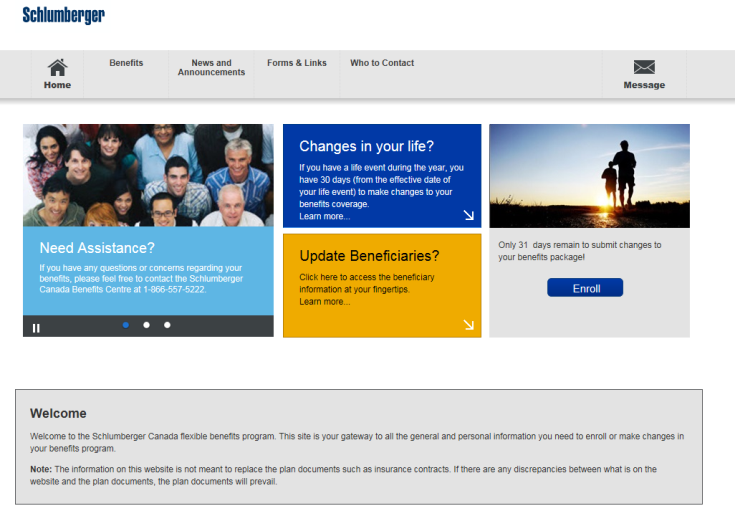 Schlumberger
Home
Benefits
News and
Announcements
Forms & Links
Who to Contact
Message
Need Assistance?
If you have any questions or concerns regarding your
benefits, please feel free to contact the Schlumberger
Canada Benefits Centre at 1-866-557-5222.
Changes in your life?
If you have a life event during the year, you
have 30 days (from the effective date of
your life event) to make changes to your
benefits coverage.
Learn more...
Update Beneficiaries?
Click here to access the beneficiary
information at your fingertips.
Learn more...
Only 31 days remain to submit changes to
your benefits package!
Enroll
Welcome
Welcome to the Schlumberger Canada flexible benefits program. This site is your gateway to all the general and personal information you need to enroll or make changes in
your benefits program.
Note: The information on this website is not meant to replace the plan documents such as insurance contracts. If there are any discrepancies between what is on the
website and the plan documents, the plan documents will prevail.